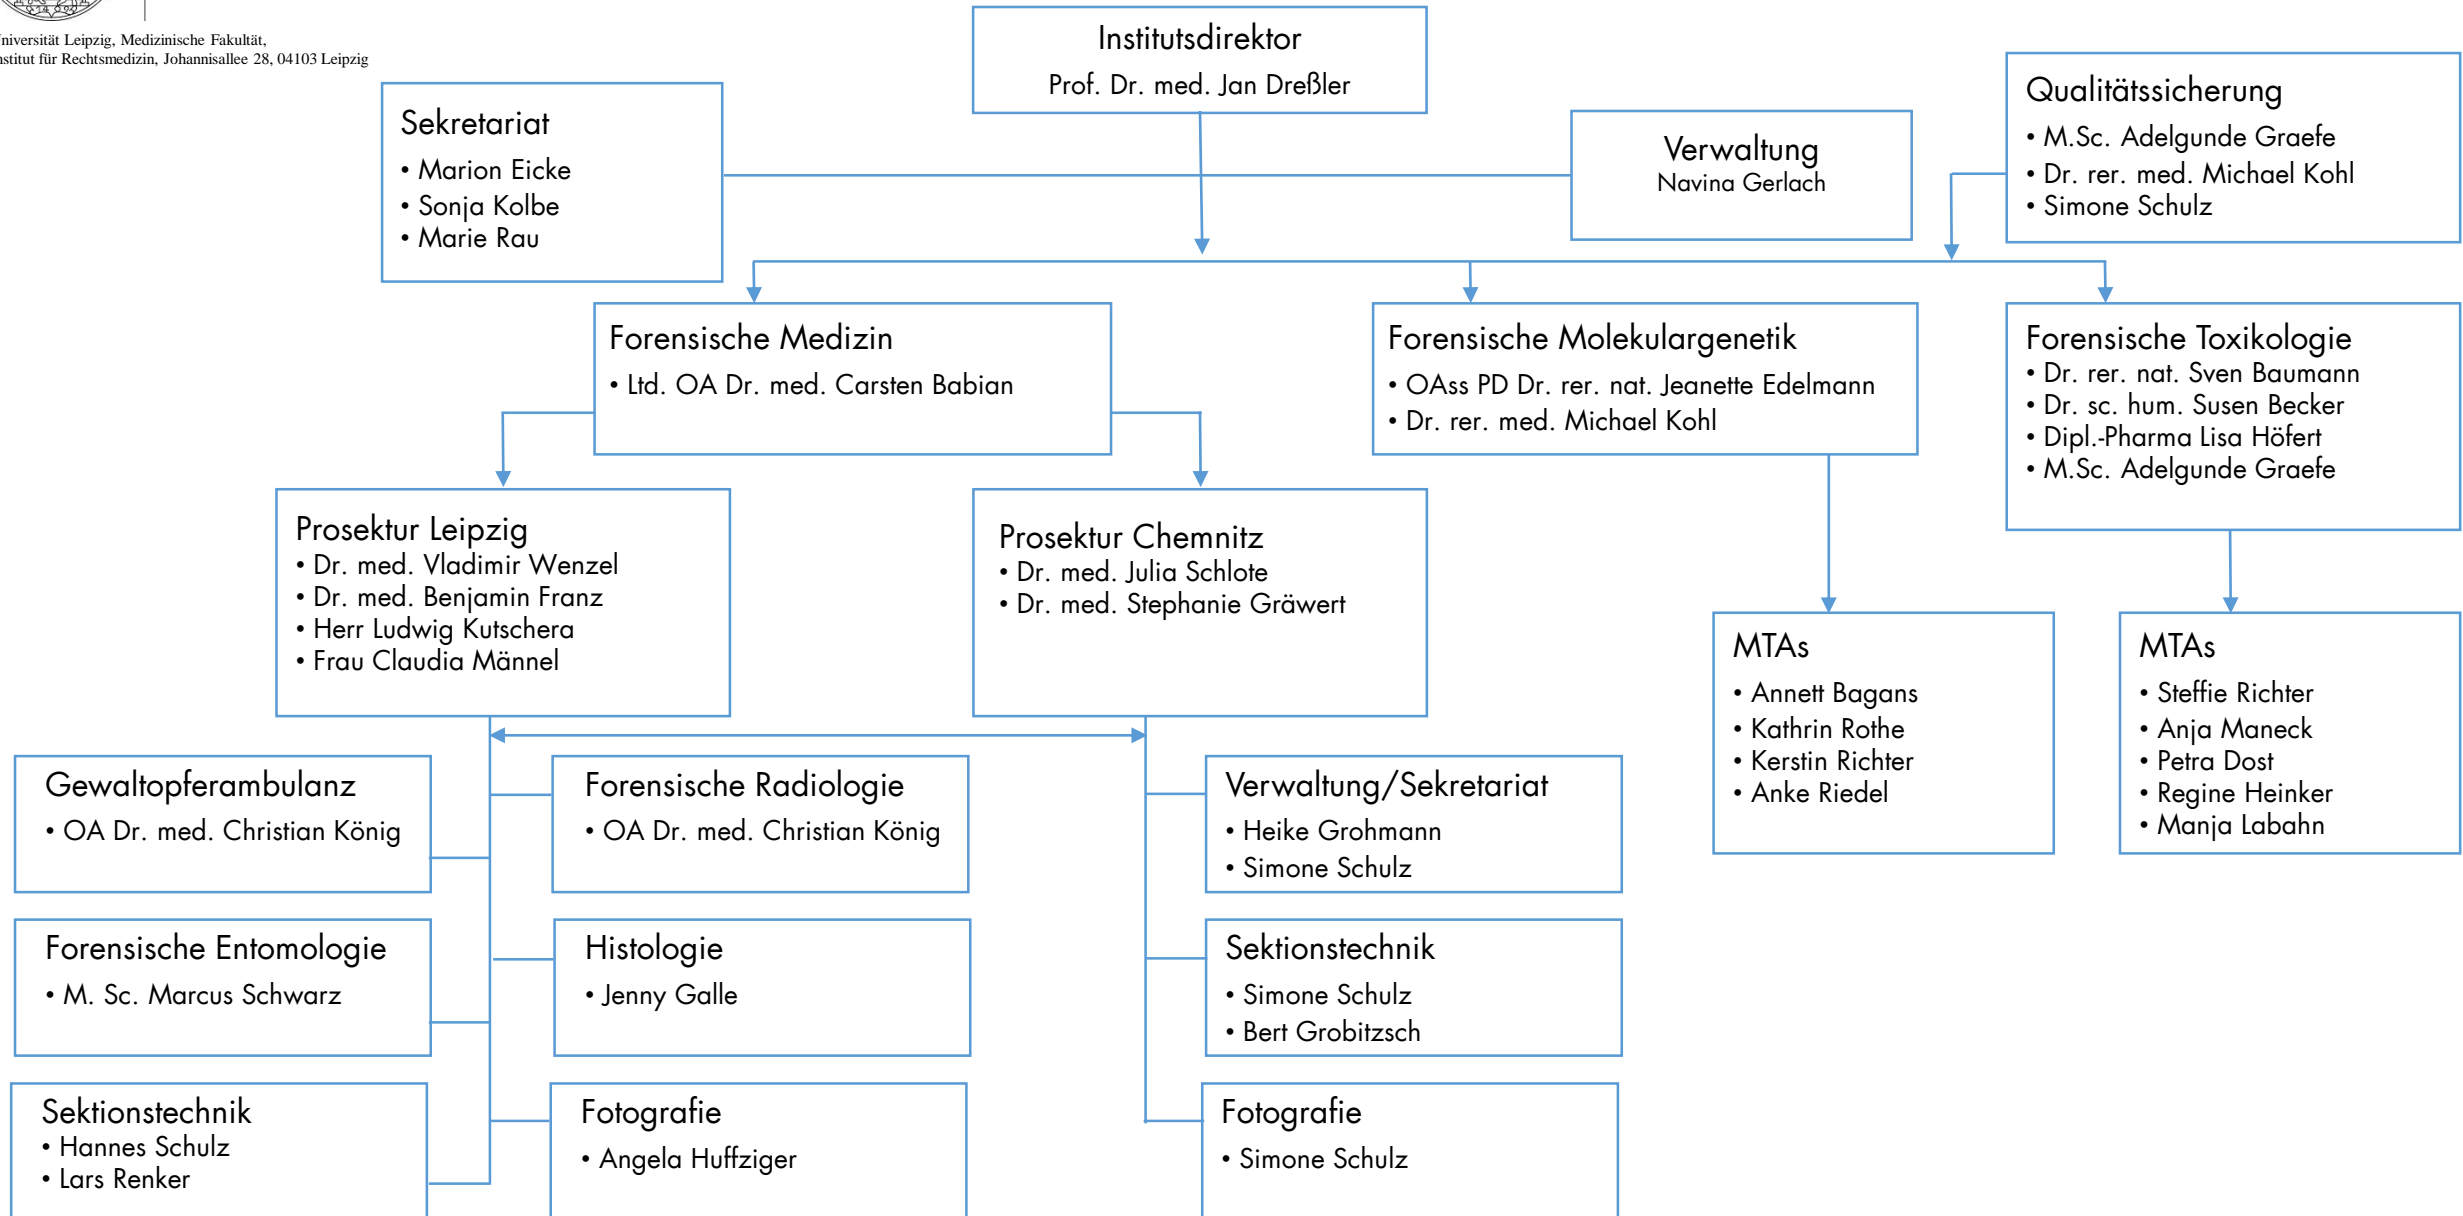 Universität Leipzig, Medizinische Fakultät,
Institut für Rechtsmedizin, Johannisallee 28, 04103 Leipzig
Institutsdirektor
Prof. Dr. med. Jan Dreßler
Sekretariat
• Marion Eicke
• Sonja Kolbe
• Marie Rau
Verwaltung
Navina Gerlach
Qualitätssicherung
• M.Sc. Adelgunde Graefe
• Dr. rer. med. Michael Kohl
• Simone Schulz
Forensische Medizin
• Ltd. OA Dr. med. Carsten Babian
Forensische Molekulargenetik
• OAss PD Dr. rer. nat. Jeanette Edelmann
• Dr. rer. med. Michael Kohl
Forensische Toxikologie
• Dr. rer. nat. Sven Baumann
• Dr. sc. hum. Susen Becker
• Dipl.-Pharma Lisa Höfert
• M.Sc. Adelgunde Graefe
Prosektur Leipzig
• Dr. med. Vladimir Wenzel
• Dr. med. Benjamin Franz
• Herr Ludwig Kutschera
• Frau Claudia Männel
Prosektur Chemnitz
• Dr. med. Julia Schlote
• Dr. med. Stephanie Gräwert
MTAs
• Annett Bagans
• Kathrin Rothe
• Kerstin Richter
• Anke Riedel
MTAs
• Steffie Richter
• Anja Maneck
• Petra Dost
• Regine Heinker
• Manja Labahn
Gewaltopferambulanz
• OA Dr. med. Christian König
Forensische Radiologie
• OA Dr. med. Christian König
Verwaltung/Sekretariat
• Heike Grohmann
• Simone Schulz
Forensische Entomologie
• M. Sc. Marcus Schwarz
Histologie
• Jenny Galle
Sektionstechnik
• Simone Schulz
• Bert Grobitzsch
Sektionstechnik
• Hannes Schulz
• Lars Renker
Fotografie
• Angela Huffziger
Fotografie
• Simone Schulz